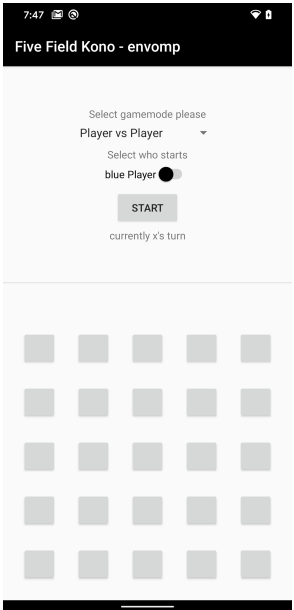 7:47
Five Field Kono - envomp
Select gamemode please
Player vs Player
Select who starts
blue Player
START
currently x's turn